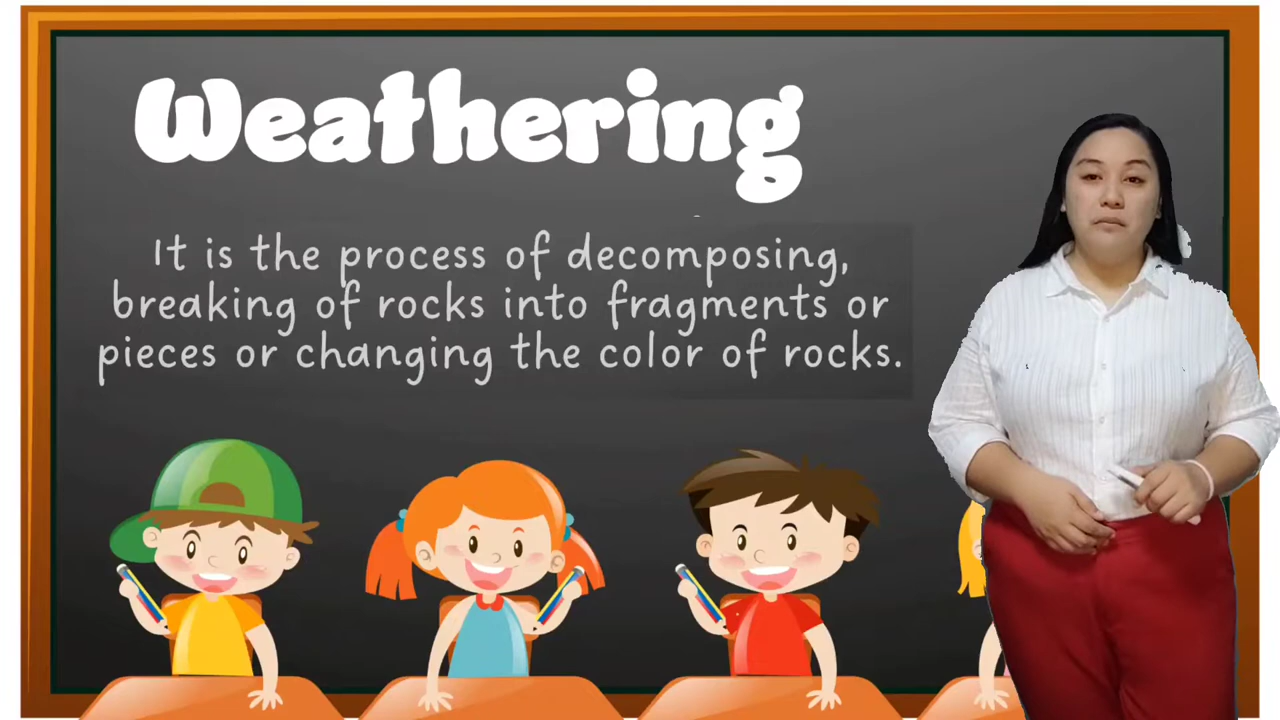 Weathering
It is the process of decomposing,
breaking of rocks into fragments or
pieces or changing the color of rocks.